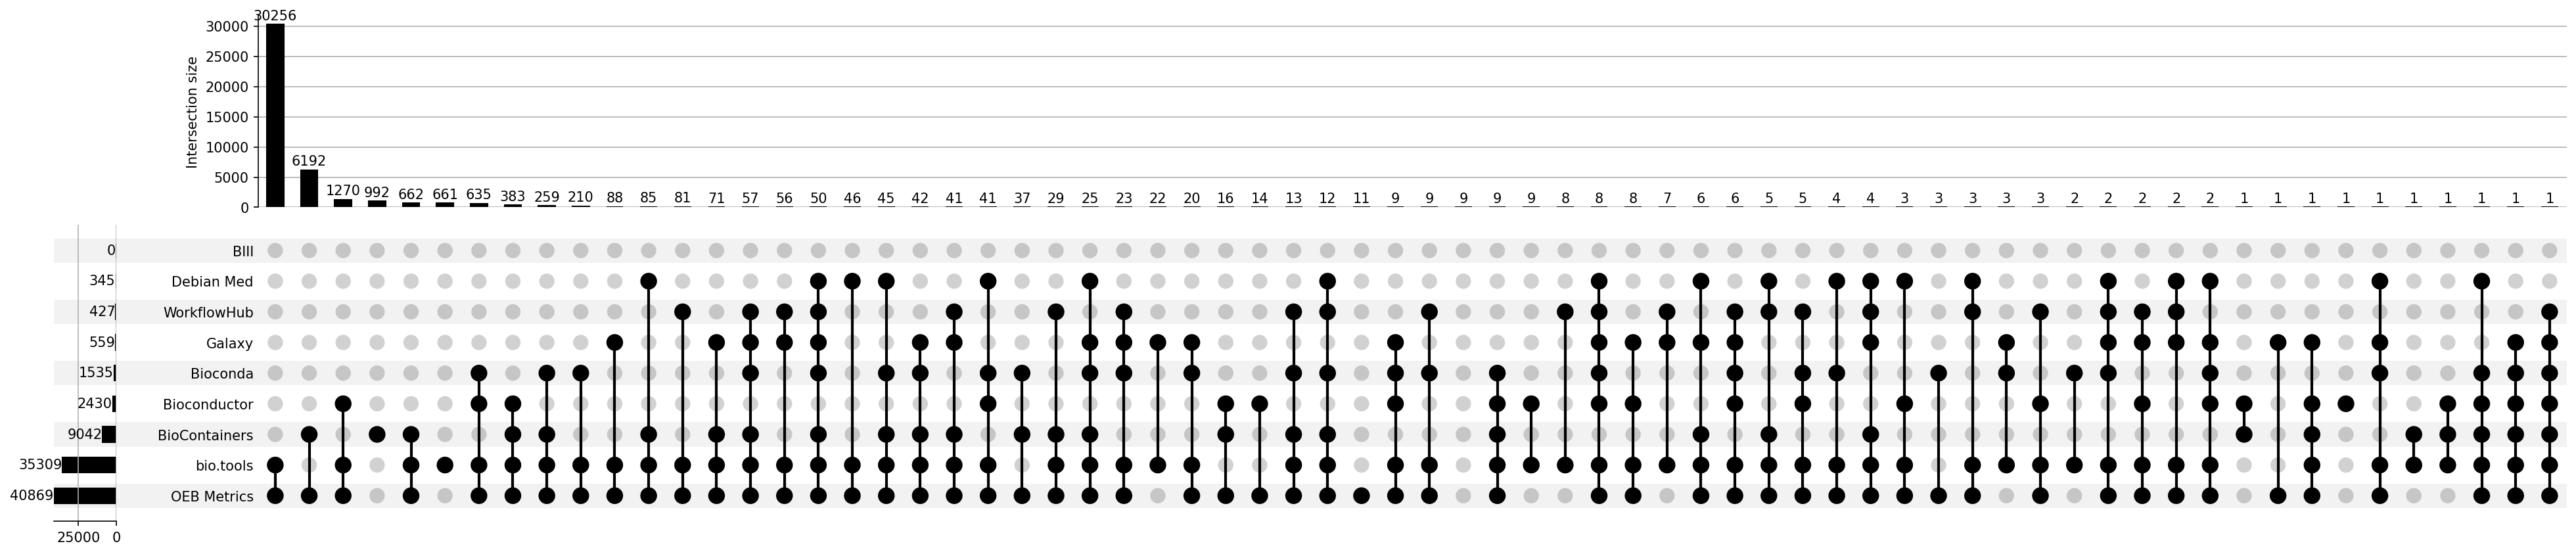 30256
30000
25000
20000
15000
10000
5000
0
Intersection size
6192 1270 992 662 661 635 383 259 210 88 85 81 71 57 56 50 46 45 42 41 41 37 29 25 23 22 20 16 14 13 12 11 9 9 9 9 9 8 8 8 7 6 6 5 5 4 4 3 3 3 3 3 2 2 2 2 2 1 1 1 1 1 1 1 1 1 1
0 BIII
345 Debian Med
427 WorkflowHub
559 Galaxy
1535 Bioconda
2430 Bioconductor
9042 BioContainers
35309 bio.tools
40869 OEB Metrics
25000 0